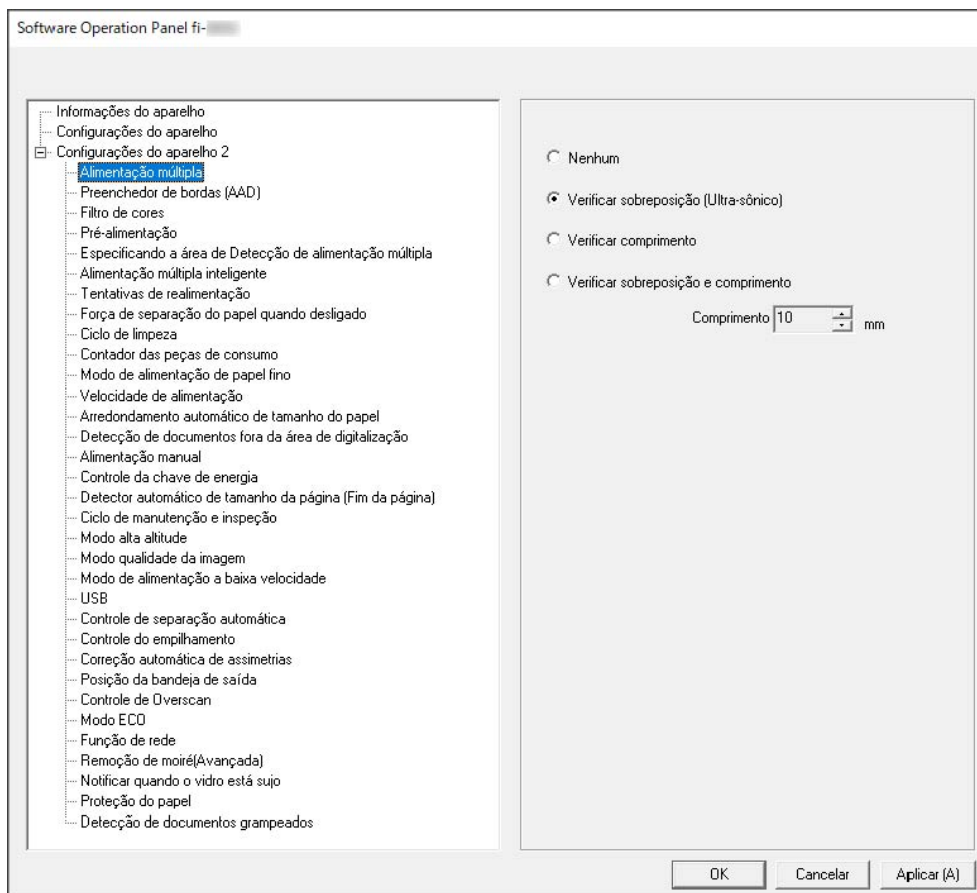 Software Operation Panel fi-
Informações do aparelho
Configurações do aparelho
Configurações do aparelho 2
Alimentação múltipla
Preenchedor de bordas (AAD)
Filtro de cores
Pré-alimentação
Especificando a área de Detecção de alimentação múltipla
Alimentação múltipla inteligente
Tentativas de realimentação
Força de separação do papel quando desligado
Ciclo de limpeza
Contador das peças de consumo
Modo de alimentação de papel fino
Velocidade de alimentação
Arredondamento automático de tamanho do papel
Detecção de documentos fora da área de digitalização
Alimentação manual
Controle da chave de energia
Detector automático de tamanho da página (Fim da página)
Ciclo de manutenção e inspeção
Modo alta altitude
Modo qualidade da imagem
Modo de alimentação a baixa velocidade
USB
Controle de separação automática
Controle do empilhamento
Correção automática de assimetrias
Posição da bandeja de saída
Controle de Overscan
Modo ECO
Função de rede
Remoção de moiré(Avançada)
Notificar quando o vidro está sujo
Proteção do papel
Detecção de documentos grampeados
Nenhum
Verificar sobreposição (Ultra-sônico)
Verificar comprimento
Verificar sobreposição e comprimento
Comprimento 10 mm
OK Cancelar Aplicar (A)